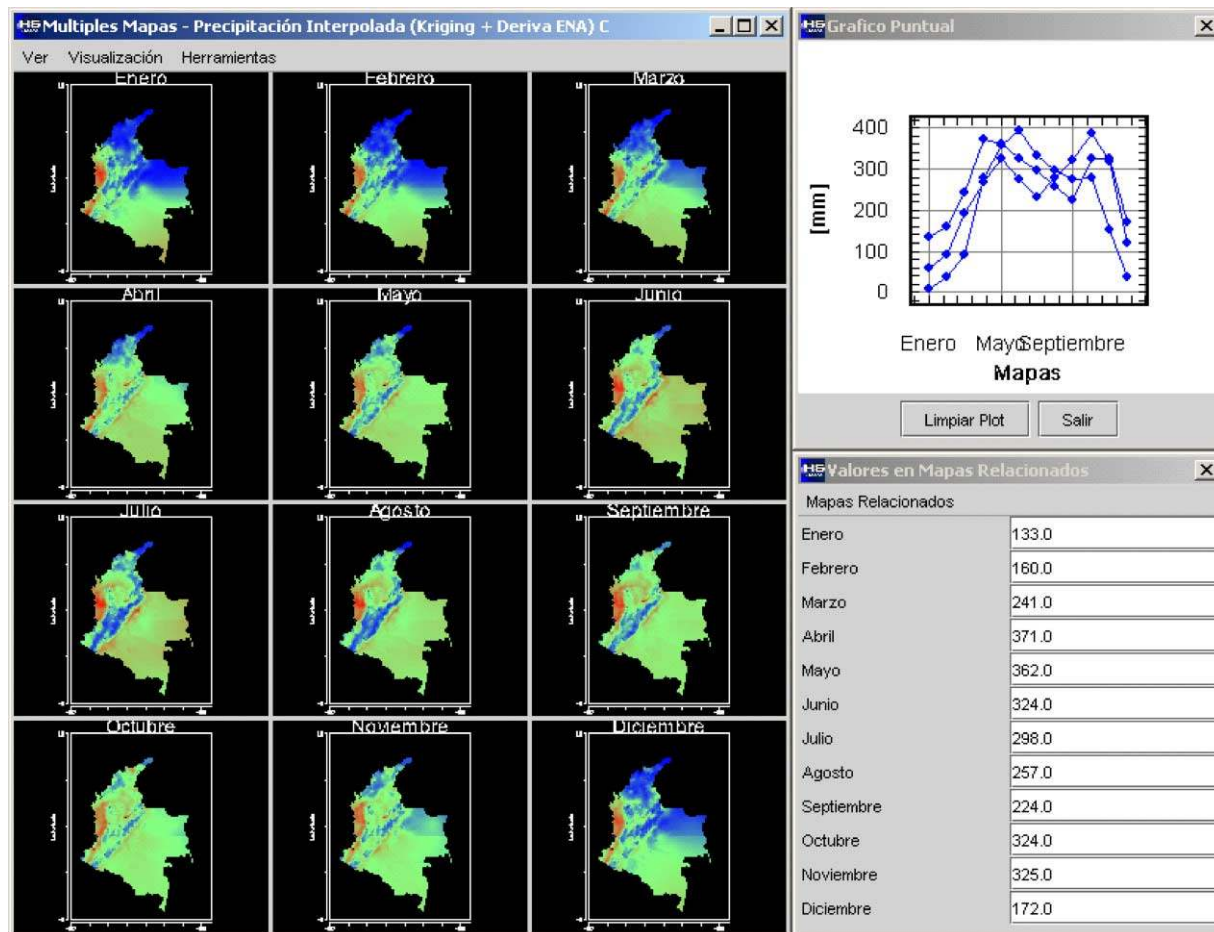 Multiples Mapas - Precipitación Interpolada (Kriging + Deriva ENA) C
Ver Visualización Herramientas
Enero
Febrero
Marzo
Abril
Mayo
Junio
Julio
Agosto
Septiembre
Octubre
Noviembre
Diciembre
Grafico Puntual
400
300
200
100
0
[mm]
Enero
Mayo
Septiembre
Mapas
Limpiar Plot
Salir
Valores en Mapas Relacionados
Mapas Relacionados
Enero 133.0
Febrero 160.0
Marzo 241.0
Abril 371.0
Mayo 362.0
Junio 324.0
Julio 298.0
Agosto 257.0
Septiembre 224.0
Octubre 324.0
Noviembre 325.0
Diciembre 172.0